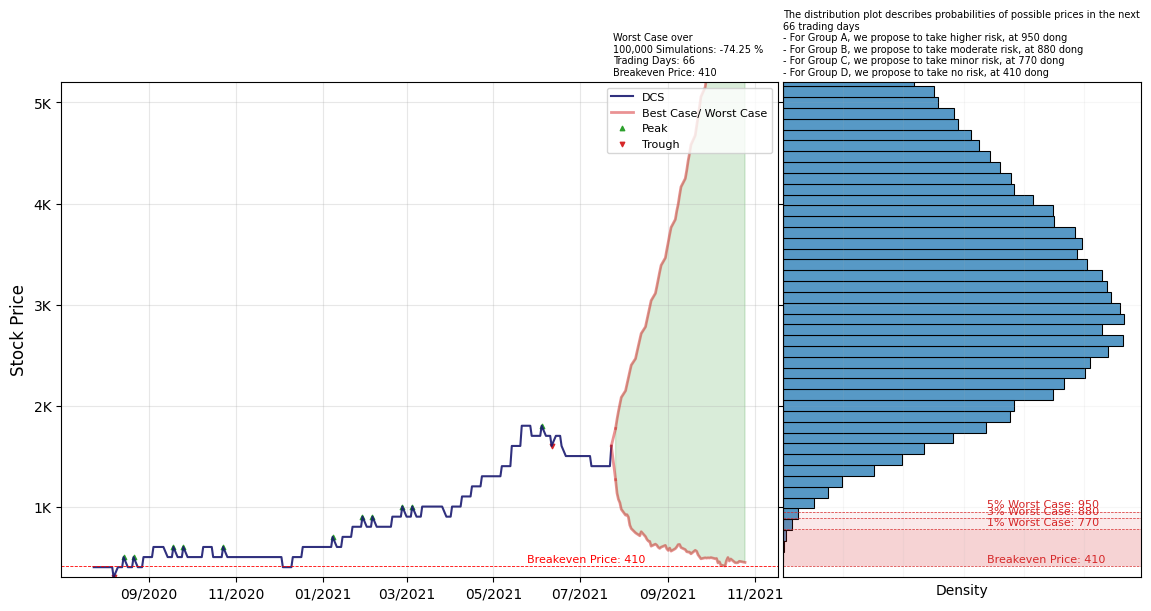 The distribution plot describes probabilities of possible prices in the next
66 trading days
- For Group A, we propose to take higher risk, at 950 dong
- For Group B, we propose to take moderate risk, at 880 dong
- For Group C, we propose to take minor risk, at 770 dong
- For Group D, we propose to take no risk, at 410 dong
Worst Case over
100,000 Simulations: -74.25 %
Trading Days: 66
Breakeven Price: 410
DCS
Best Case/ Worst Case
Peak
Trough
Stock Price
5K
4K
3K
2K
1K
09/2020
11/2020
01/2021
03/2021
05/2021
07/2021
09/2021
11/2021
Breakeven Price: 410
5% Worst Case: 950
3% Worst Case: 880
1% Worst Case: 770
Breakeven Price: 410
Density